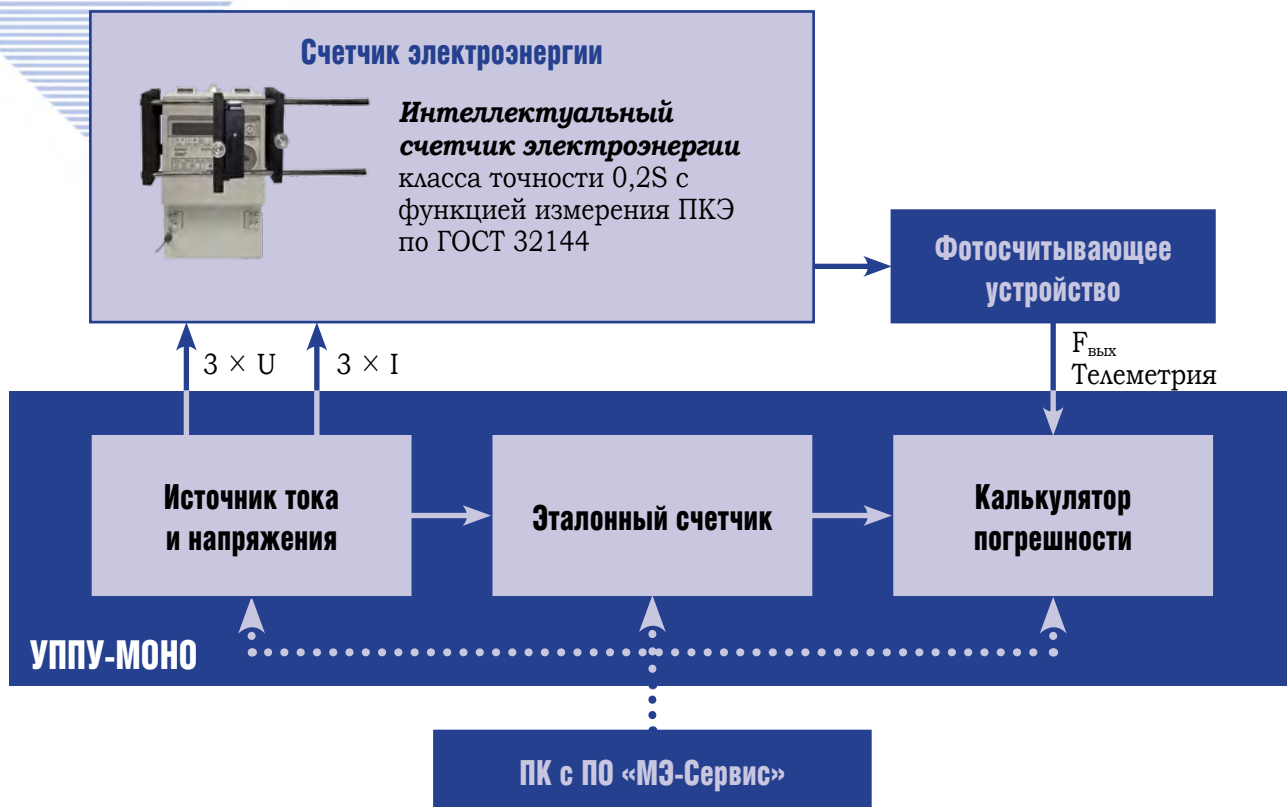 Счетчик электроэнергии
Интеллектуальный
счетчик электроэнергии
класса точности 0,2S с
функцией измерения ПКЭ
по ГОСТ 32144
Фотосчитывающее
устройство
3 × U
3 × I
Fвых
Телеметрия
Источник тока
и напряжения
Эталонный счетчик
Калькулятор
погрешности
УППУ-МОНО
ПК с ПО «МЭ-Сервис»